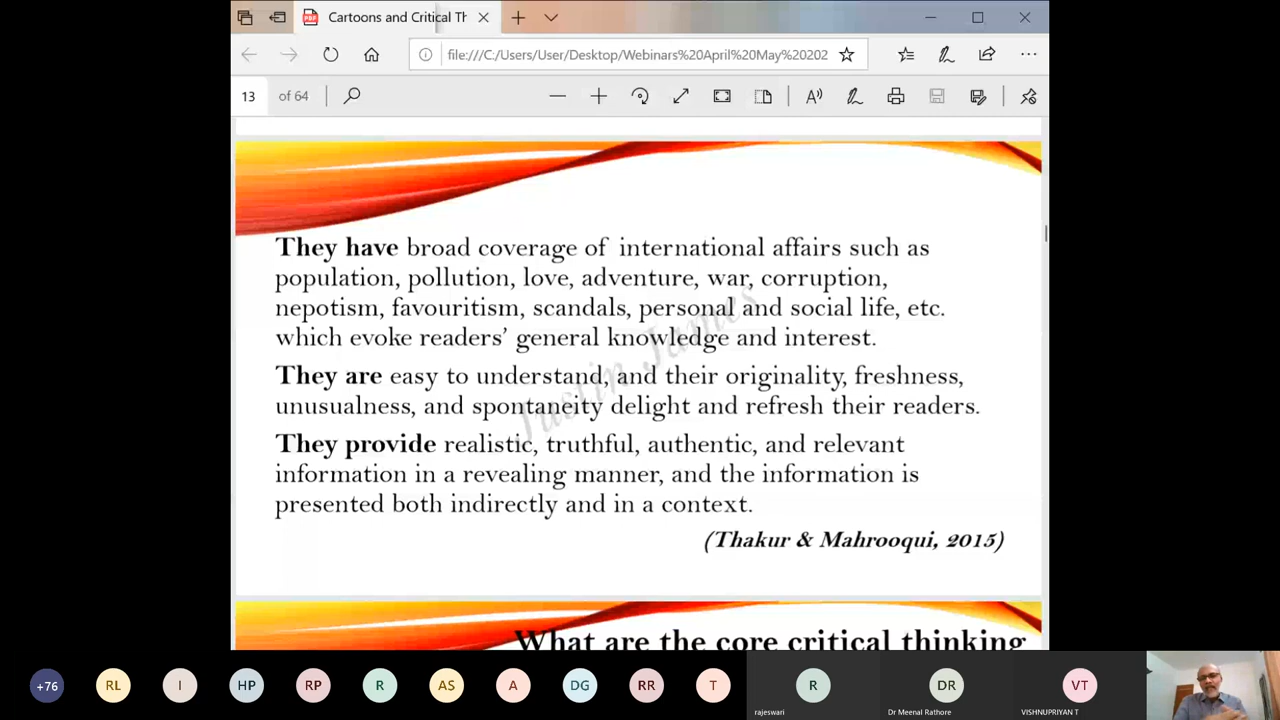 Cartoons and Critical Th
file:///C:/Users/User/Desktop/Webinars%20April%20May%20202
13 of 64
They have broad coverage of international affairs such as
population, pollution, love, adventure, war, corruption,
nepotism, favouritism, scandals, personal and social life, etc.
which evoke readers' general knowledge and interest.
They are easy to understand, and their originality, freshness,
unusualness, and spontaneity delight and refresh their readers.
They provide realistic, truthful, authentic, and relevant
information in a revealing manner, and the information is
presented both indirectly and in a context.
Justin James
(Thakur & Mahrooqui, 2015)
What are the core critical thinking
+76 RL I HP RP R AS A DG RR T R DR VT
rajeswari Dr Meenal Rathore VISHNUPRIYAN T